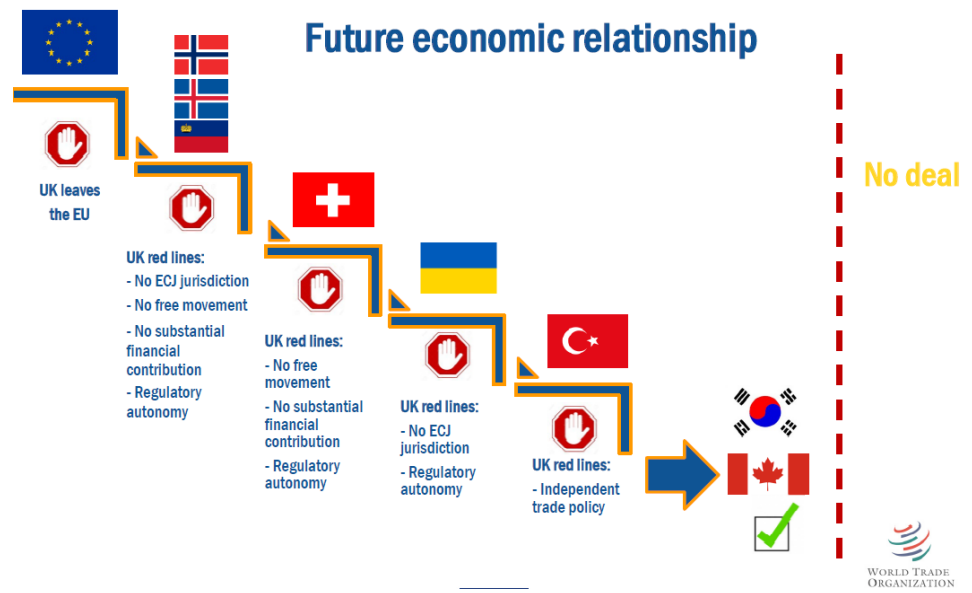 Future economic relationship
UK leaves
the EU
UK red lines:
- No ECJ jurisdiction
- No free movement
- No substantial
financial
contribution
- Regulatory
autonomy
UK red lines:
- No free
movement
- No substantial
financial
contribution
- Regulatory
autonomy
UK red lines:
- No ECJ
jurisdiction
- Regulatory
autonomy
UK red lines:
- Independent
trade policy
No deal
WORLD TRADE
ORGANIZATION